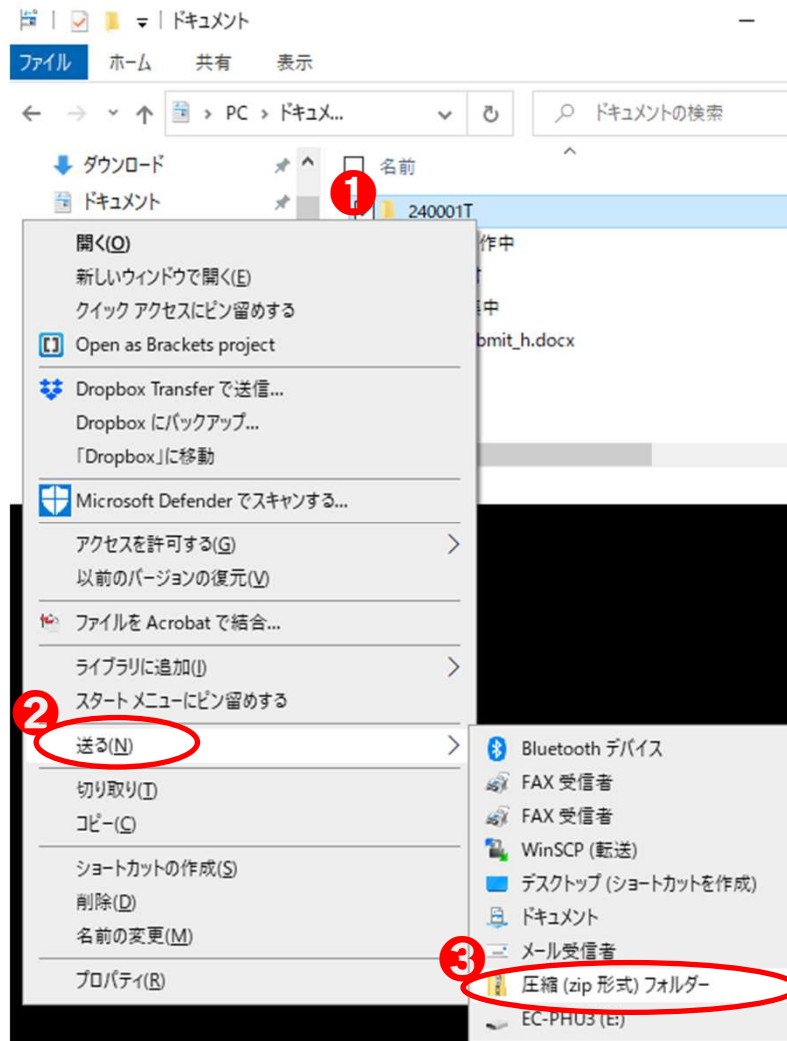 ドキュメント
ファイル ホーム 共有 表示
PC › ドキュメ... ドキュメントの検索
ダウンロード 名前
ドキュメント
1 240001T
開く(O) 作中
新しいウィンドウで開く(E)
クイック アクセスにピン留めする 中
Open as Brackets project bmit_h.docx
Dropbox Transfer で送信...
Dropbox にバックアップ...
「Dropbox」に移動
Microsoft Defender でスキャンする...
アクセスを許可する(G)
以前のバージョンの復元(V)
ファイルを Acrobat で結合...
ライブラリに追加(I)
スタート メニューにピン留めする
2
送る(N)
切り取り(T)
コピー(C)
ショートカットの作成(S)
削除(D)
名前の変更(M)
プロパティ(R)
Bluetooth デバイス
FAX 受信者
FAX 受信者
WinSCP (転送)
デスクトップ (ショートカットを作成)
ドキュメント
メール受信者
3
圧縮 (zip 形式) フォルダー
EC-PHU3 (E:)